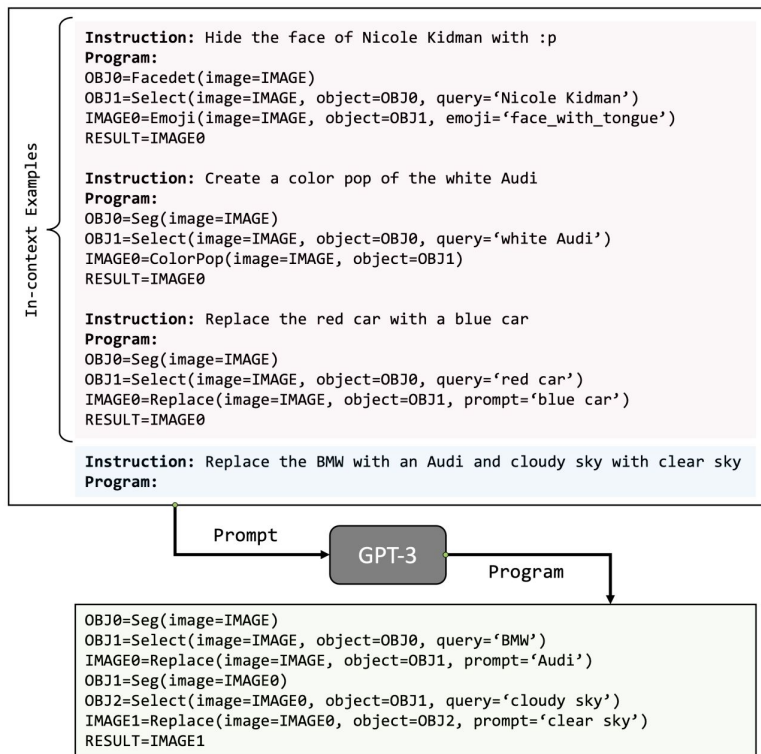 In-context Examples
Instruction: Hide the face of Nicole Kidman with :p
Program:
OBJ0=Facedet(image=IMAGE)
OBJ1=Select(image=IMAGE, object=OBJ0, query=‘Nicole Kidman’)
IMAGE0=Emoji(image=IMAGE, object=OBJ1, emoji=‘face_with_tongue’)
RESULT=IMAGE0
Instruction: Create a color pop of the white Audi
Program:
OBJ0=Seg(image=IMAGE)
OBJ1=Select(image=IMAGE, object=OBJ0, query=‘white Audi’)
IMAGE0=ColorPop(image=IMAGE, object=OBJ1)
RESULT=IMAGE0
Instruction: Replace the red car with a blue car
Program:
OBJ0=Seg(image=IMAGE)
OBJ1=Select(image=IMAGE, object=OBJ0, query=‘red car’)
IMAGE0=Replace(image=IMAGE, object=OBJ1, prompt=‘blue car’)
RESULT=IMAGE0
Instruction: Replace the BMW with an Audi and cloudy sky with clear sky
Program:
Prompt
GPT-3
Program
OBJ0=Seg(image=IMAGE)
OBJ1=Select(image=IMAGE, object=OBJ0, query=‘BMW’)
IMAGE0=Replace(image=IMAGE, object=OBJ1, prompt=‘Audi’)
OBJ1=Seg(image=IMAGE0)
OBJ2=Select(image=IMAGE0, object=OBJ1, query=‘cloudy sky’)
IMAGE1=Replace(image=IMAGE0, object=OBJ2, prompt=‘clear sky’)
RESULT=IMAGE1